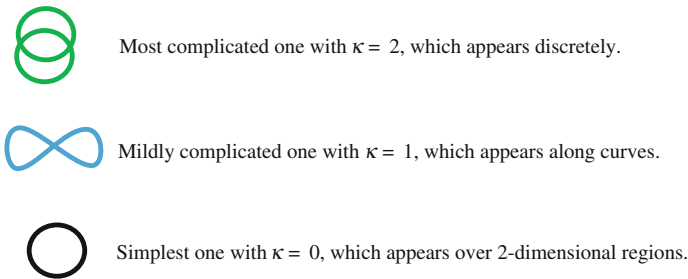 Most complicated one with κ = 2, which appears discretely.
Mildly complicated one with κ = 1, which appears along curves.
Simplest one with κ = 0, which appears over 2-dimensional regions.